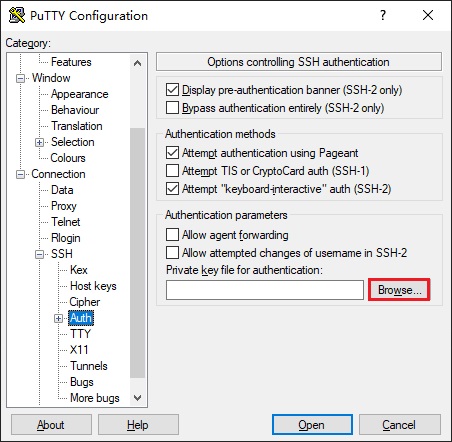 PuTTY Configuration
Category:
Features
Window
Appearance
Behaviour
Translation
Selection
Colours
Connection
Data
Proxy
Telnet
Rlogin
SSH
Kex
Host keys
Cipher
Auth
TTY
X11
Tunnels
Bugs
More bugs
Options controlling SSH authentication
Display pre-authentication banner (SSH-2 only)
Bypass authentication entirely (SSH-2 only)
Authentication methods
Attempt authentication using Pageant
Attempt TIS or CryptoCard auth (SSH-1)
Attempt "keyboard-interactive" auth (SSH-2)
Authentication parameters
Allow agent forwarding
Allow attempted changes of username in SSH-2
Private key file for authentication:
Browse...
About
Help
Open
Cancel